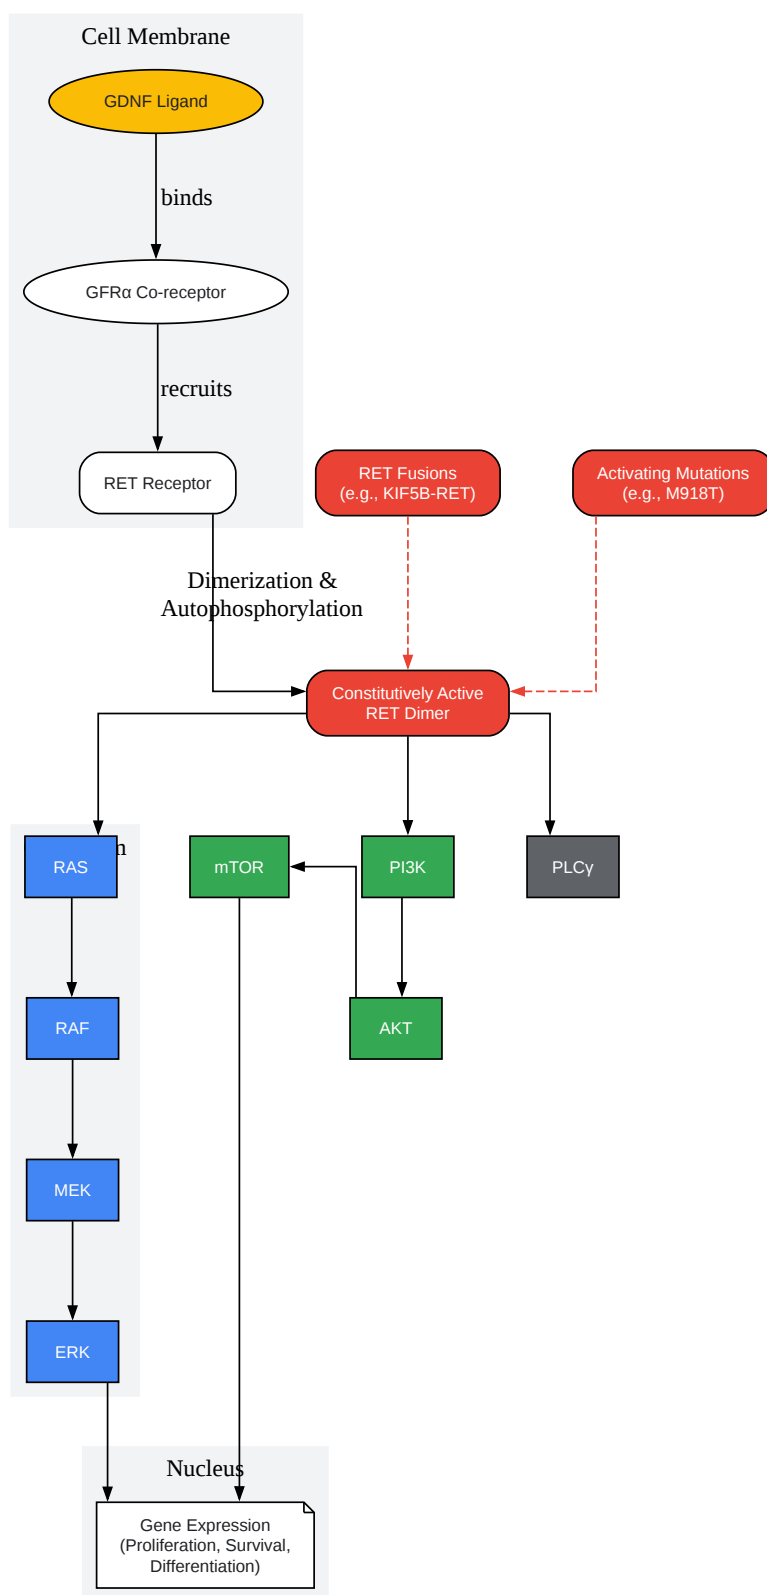 Cell Membrane
GDNF Ligand
binds
GFRα Co-receptor
recruits
RET Receptor
RET Fusions
(e.g., KIF5B-RET)
Activating Mutations
(e.g., M918T)
Dimerization &
Autophosphorylation
Constitutively Active
RET Dimer
RAS
mTOR
PI3K
PLCγ
RAF
AKT
MEK
ERK
Nucleus
Gene Expression
(Proliferation, Survival,
Differentiation)